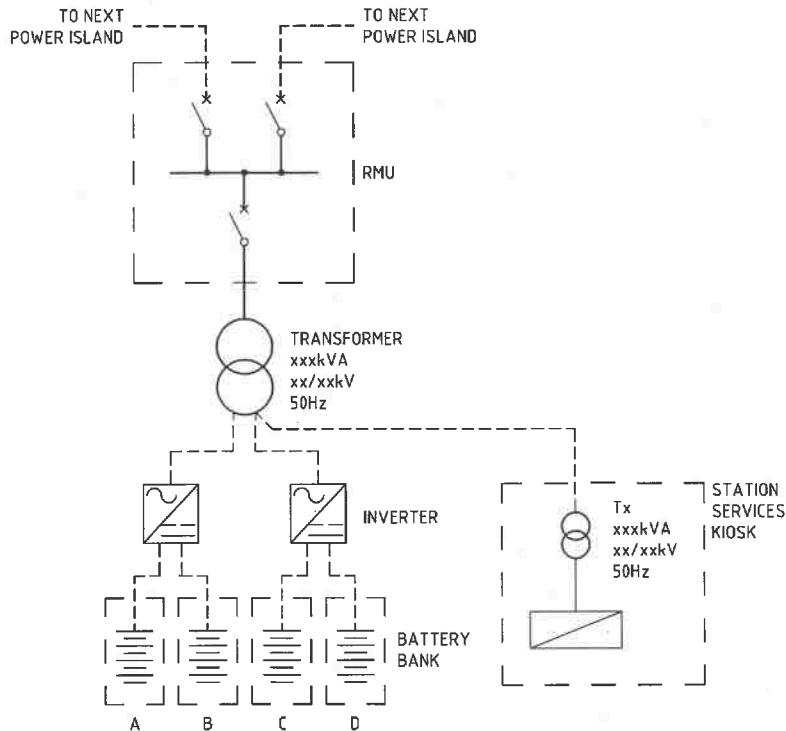 TO NEXT
POWER ISLAND
TO NEXT
POWER ISLAND
RMU
TRANSFORMER
xxxkVA
xx/xxkV
50Hz
INVERTER
Tx
xxxkVA
xx/xxkV
50Hz
STATION
SERVICES
KIOSK
BATTERY
BANK
A
B
C
D